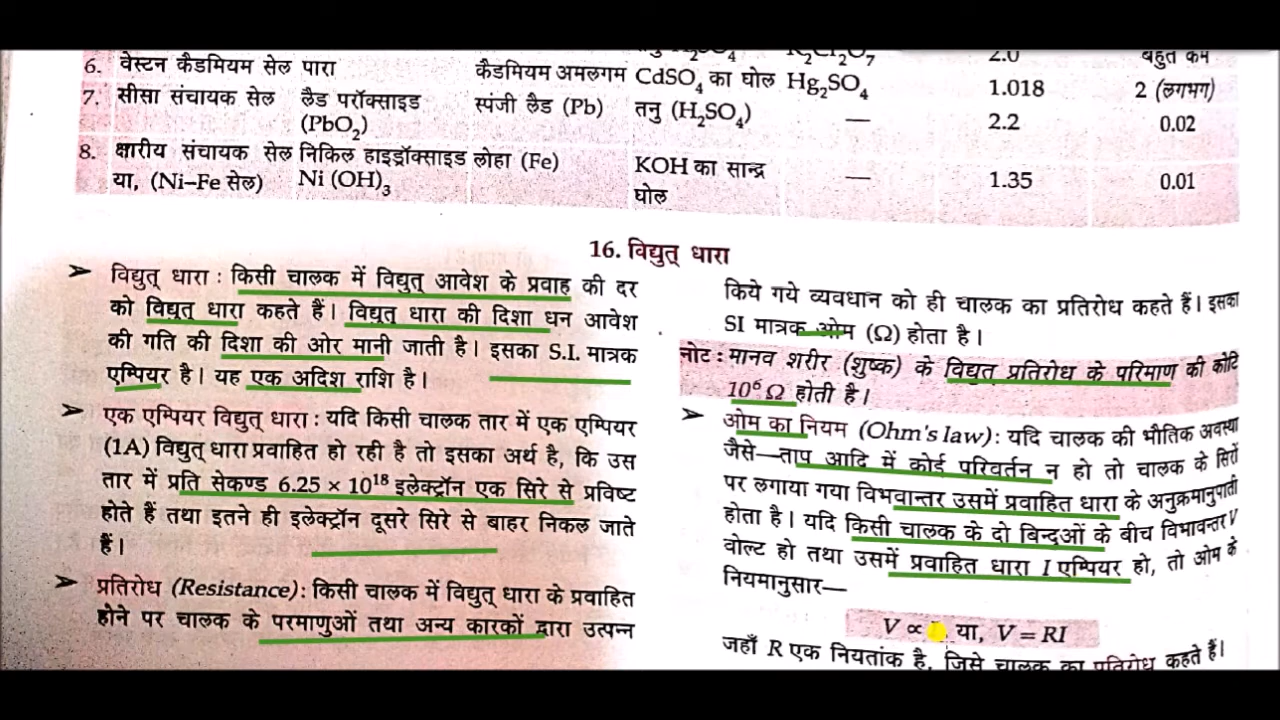 H₂SO₄ K₂Cr₂O₇ 2.0 बहुत कम
6. वेस्टन कैडमियम सेल पारा कैडमियम अमलगम CdSO₄ का घोल Hg₂SO₄ 1.018 2 (लगभग)
7. सीसा संचायक सेल लैड परॉक्साइड स्पंजी लैड (Pb) तनु (H₂SO₄) — 2.2 0.02
(PbO₂)
8. क्षारीय संचायक सेल निकिल हाइड्रॉक्साइड लोहा (Fe) KOH का सान्द्र — 1.35 0.01
या, (Ni–Fe सेल) Ni (OH)₃ घोल
16. विद्युत् धारा
➤ विद्युत् धारा : किसी चालक में विद्युत् आवेश के प्रवाह की दर
को विद्युत् धारा कहते हैं। विद्युत् धारा की दिशा धन आवेश
की गति की दिशा की ओर मानी जाती है। इसका S.I. मात्रक
एम्पियर है। यह एक अदिश राशि है।
➤ एक एम्पियर विद्युत् धारा : यदि किसी चालक तार में एक एम्पियर
(1A) विद्युत् धारा प्रवाहित हो रही है तो इसका अर्थ है, कि उस
तार में प्रति सेकण्ड 6.25 × 10¹⁸ इलेक्ट्रॉन एक सिरे से प्रविष्ट
होते हैं तथा इतने ही इलेक्ट्रॉन दूसरे सिरे से बाहर निकल जाते
हैं।
➤ प्रतिरोध (Resistance): किसी चालक में विद्युत् धारा के प्रवाहित
होने पर चालक के परमाणुओं तथा अन्य कारकों द्वारा उत्पन्न
किये गये व्यवधान को ही चालक का प्रतिरोध कहते हैं। इसका
SI मात्रक ओम (Ω) होता है।
नोट : मानव शरीर (शुष्क) के विद्युत् प्रतिरोध के परिमाण की कोटि
10⁶ Ω होती है।
➤ ओम का नियम (Ohm's law): यदि चालक की भौतिक अवस्था
जैसे—ताप आदि में कोई परिवर्तन न हो तो चालक के सिरों
पर लगाया गया विभवान्तर उसमें प्रवाहित धारा के अनुक्रमानुपाती
होता है। यदि किसी चालक के दो बिन्दुओं के बीच विभावन्तर V
वोल्ट हो तथा उसमें प्रवाहित धारा I एम्पियर हो, तो ओम के
नियमानुसार—
V ∝ या, V = RI
जहाँ R एक नियतांक है, जिसे चालक का प्रतिरोध कहते हैं।